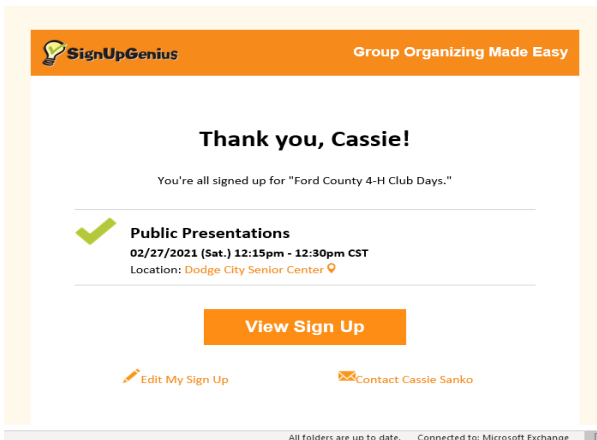 SignUpGenius Group Organizing Made Easy
Thank you, Cassie!
You're all signed up for "Ford County 4-H Club Days."
Public Presentations
02/27/2021 (Sat.) 12:15pm - 12:30pm CST
Location: Dodge City Senior Center
View Sign Up
Edit My Sign Up Contact Cassie Sanko
All folders are up to date. Connected to: Microsoft Exchange